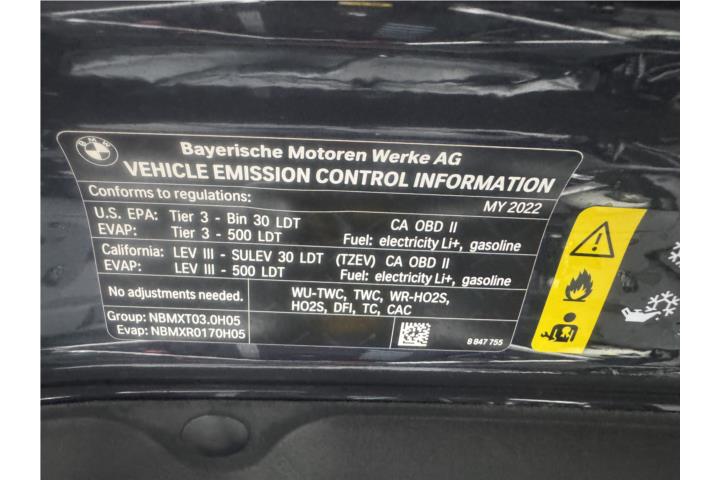 BMW
Bayerische Motoren Werke AG
VEHICLE EMISSION CONTROL INFORMATION
Conforms to regulations: MY 2022
U.S. EPA: Tier 3 - Bin 30 LDT CA OBD II
EVAP: Tier 3 - 500 LDT Fuel: electricity Li+, gasoline
California: LEV III - SULEV 30 LDT (TZEV) CA OBD II
EVAP: LEV III - 500 LDT Fuel: electricity Li+, gasoline
No adjustments needed.
WU-TWC, TWC, WR-HO2S,
HO2S, DFI, TC, CAC
Group: NBMXT03.0H05
Evap: NBMXR0170H05
8 847 755